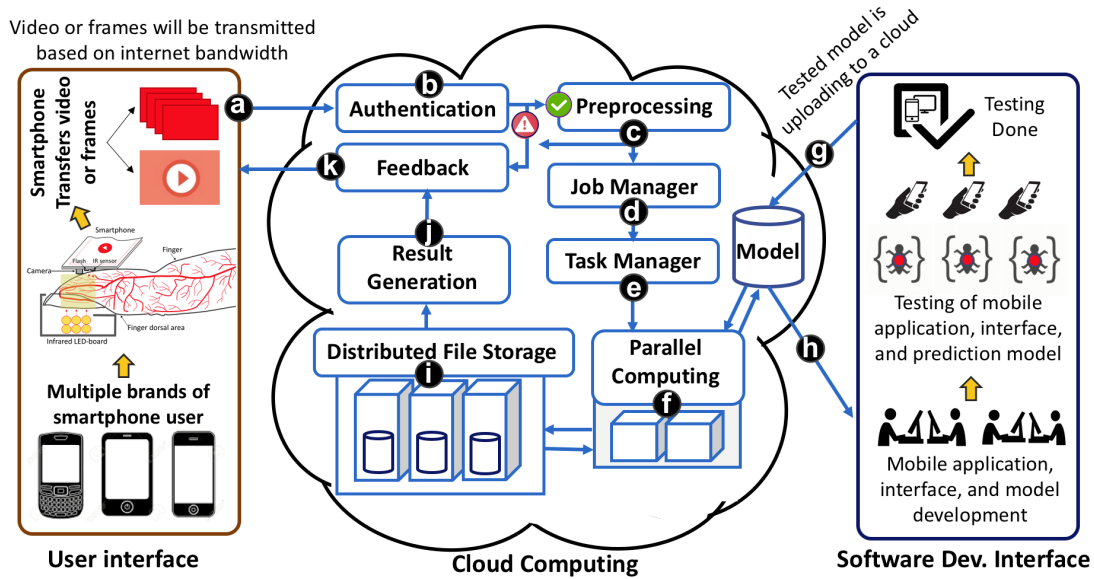 Video or frames will be transmitted
based on internet bandwidth
Smartphone
Transfers video
or frames
a
Smartphone
Flash
IR sensor
Camera
Finger
Finger dorsal area
Infrared LED-board
Multiple brands of
smartphone user
User interface
b
Authentication
Preprocessing
c
k
Feedback
Job Manager
d
j
Result
Generation
Task Manager
e
Model
Distributed File Storage
i
Parallel
Computing
f
Cloud Computing
Tested model is
uploading to a cloud
g
h
Testing
Done
Testing of mobile
application, interface,
and prediction model
Mobile application,
interface, and model
development
Software Dev. Interface